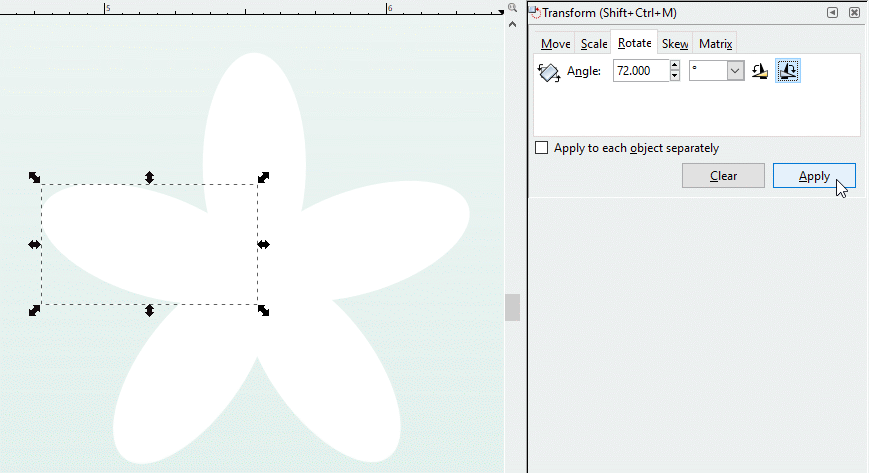 5
6
Transform (Shift+Ctrl+M)
Move Scale Rotate Skew Matrix
Angle: 72.000 °
Apply to each object separately
Clear Apply